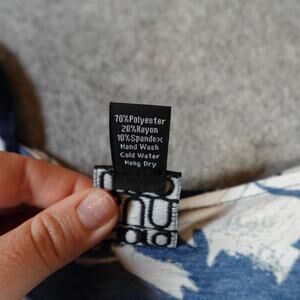 70%Polyester
20%Rayon
10%Spandex
Hand Wash
Cold Water
Hang Dry